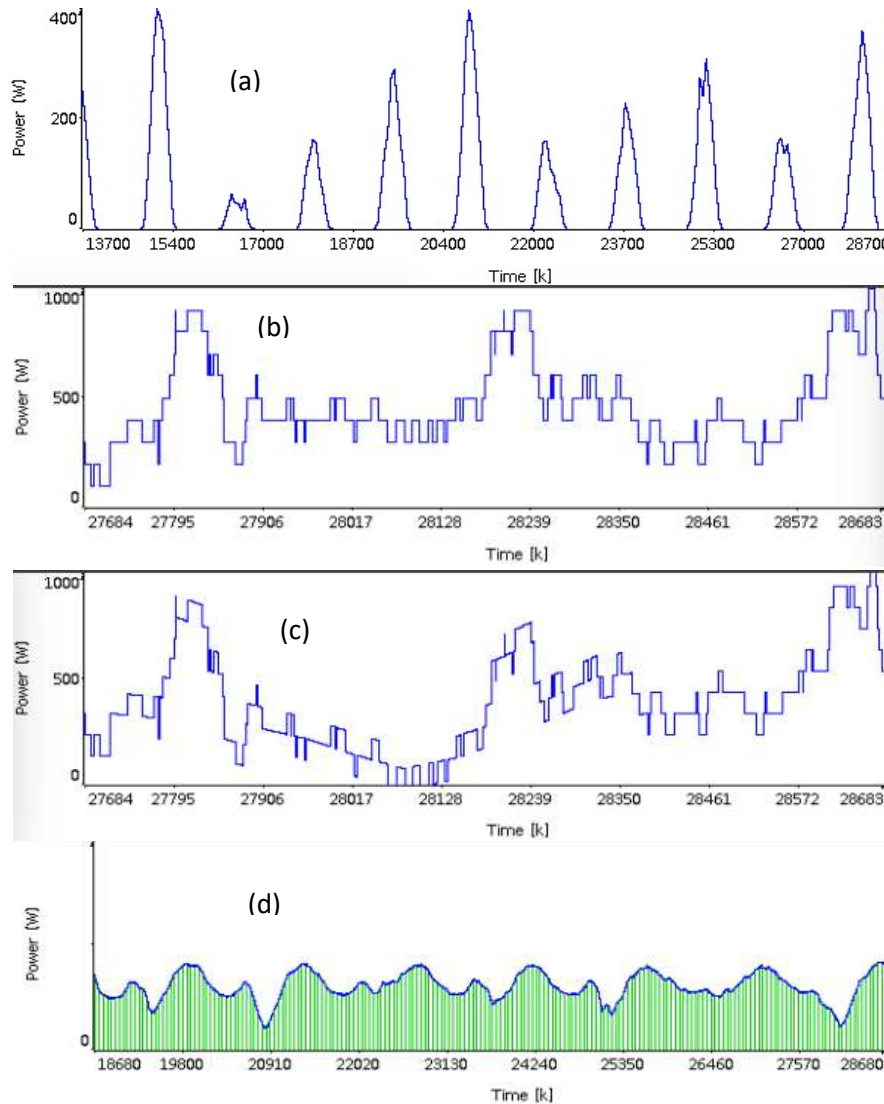 400
(a)
Power [W]
200
0
13700 15400 17000 18700 20400 22000 23700 25300 27000 28700
Time [k]
1000
(b)
Power [W]
500
0
27684 27795 27906 28017 28128 28239 28350 28461 28572 28683
Time [k]
1000
(c)
Power [W]
500
0
27684 27795 27906 28017 28128 28239 28350 28461 28572 28683
Time [k]
(d)
Power [W]
0
18680 19800 20910 22020 23130 24240 25350 26460 27570 28680
Time [k]